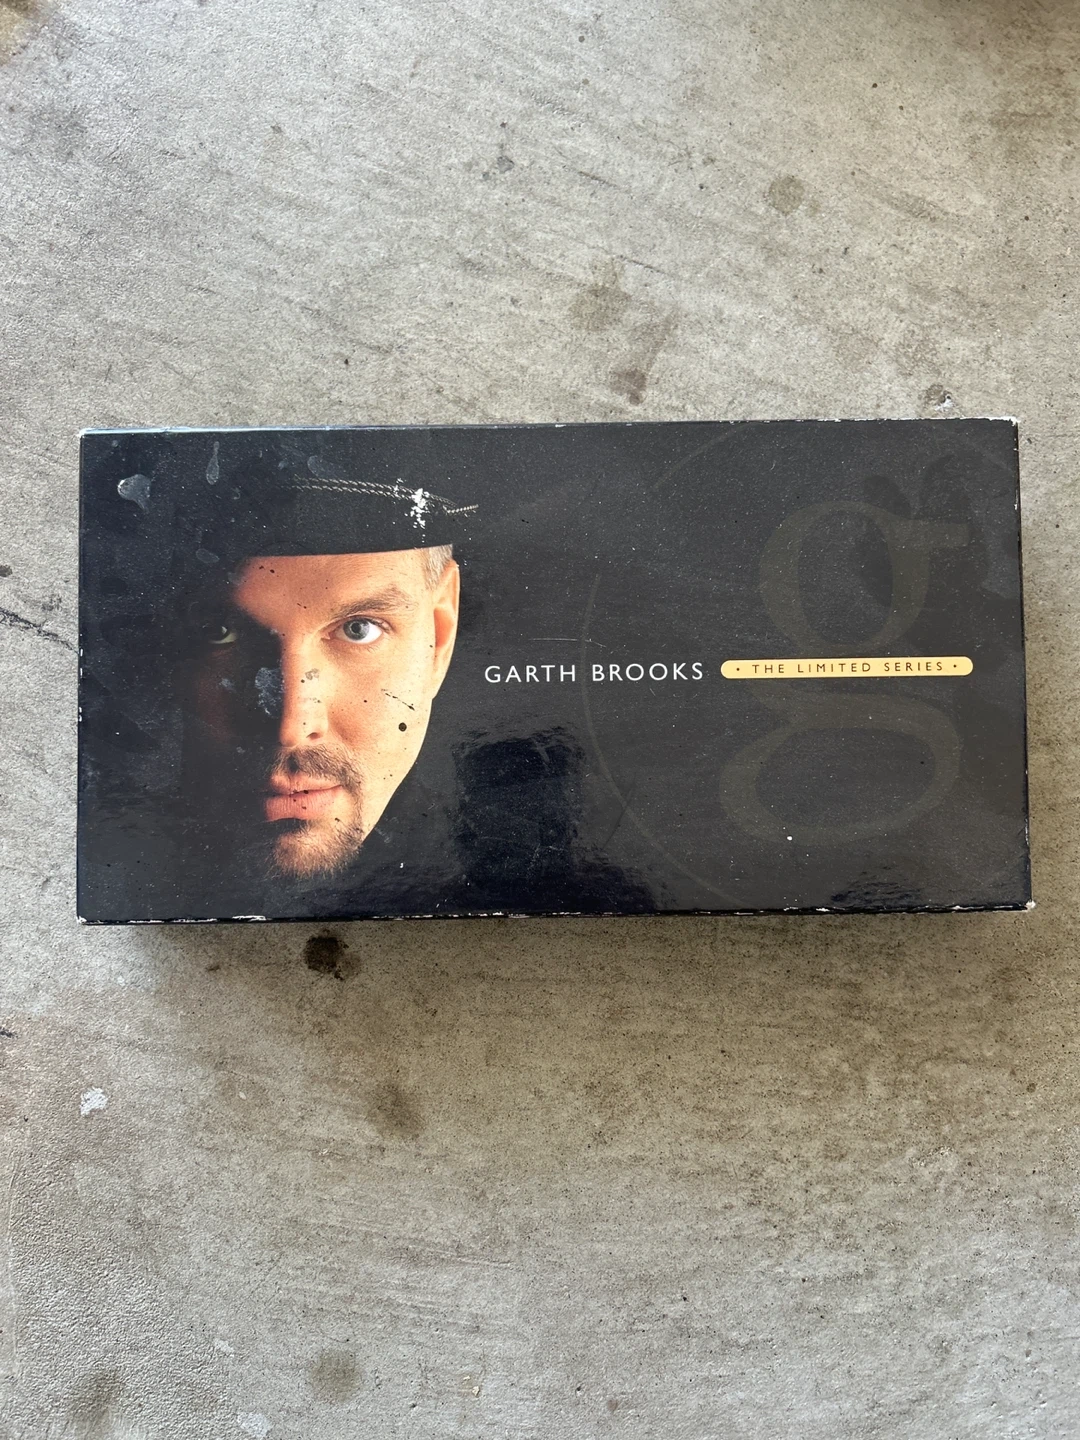 g
GARTH BROOKS • THE LIMITED SERIES •